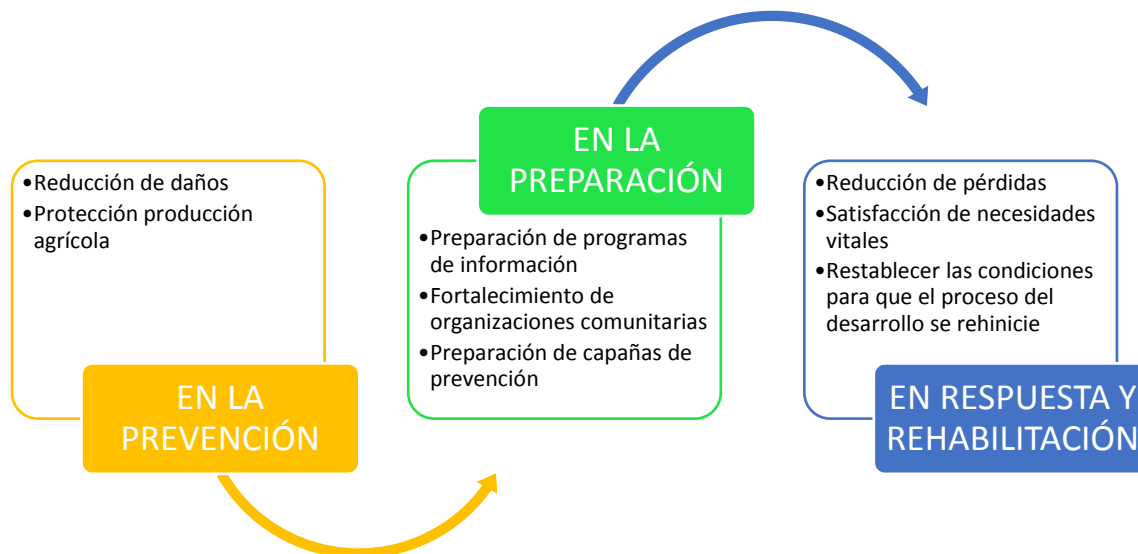 •Reducción de daños
•Protección producción
agrícola
EN LA
PREVENCIÓN
EN LA
PREPARACIÓN
•Preparación de programas
de información
•Fortalecimiento de
organizaciones comunitarias
•Preparación de capañas de
prevención
•Reducción de pérdidas
•Satisfacción de necesidades
vitales
•Restablecer las condiciones
para que el proceso del
desarrollo se rehinicie
EN RESPUESTA Y
REHABILITACIÓN